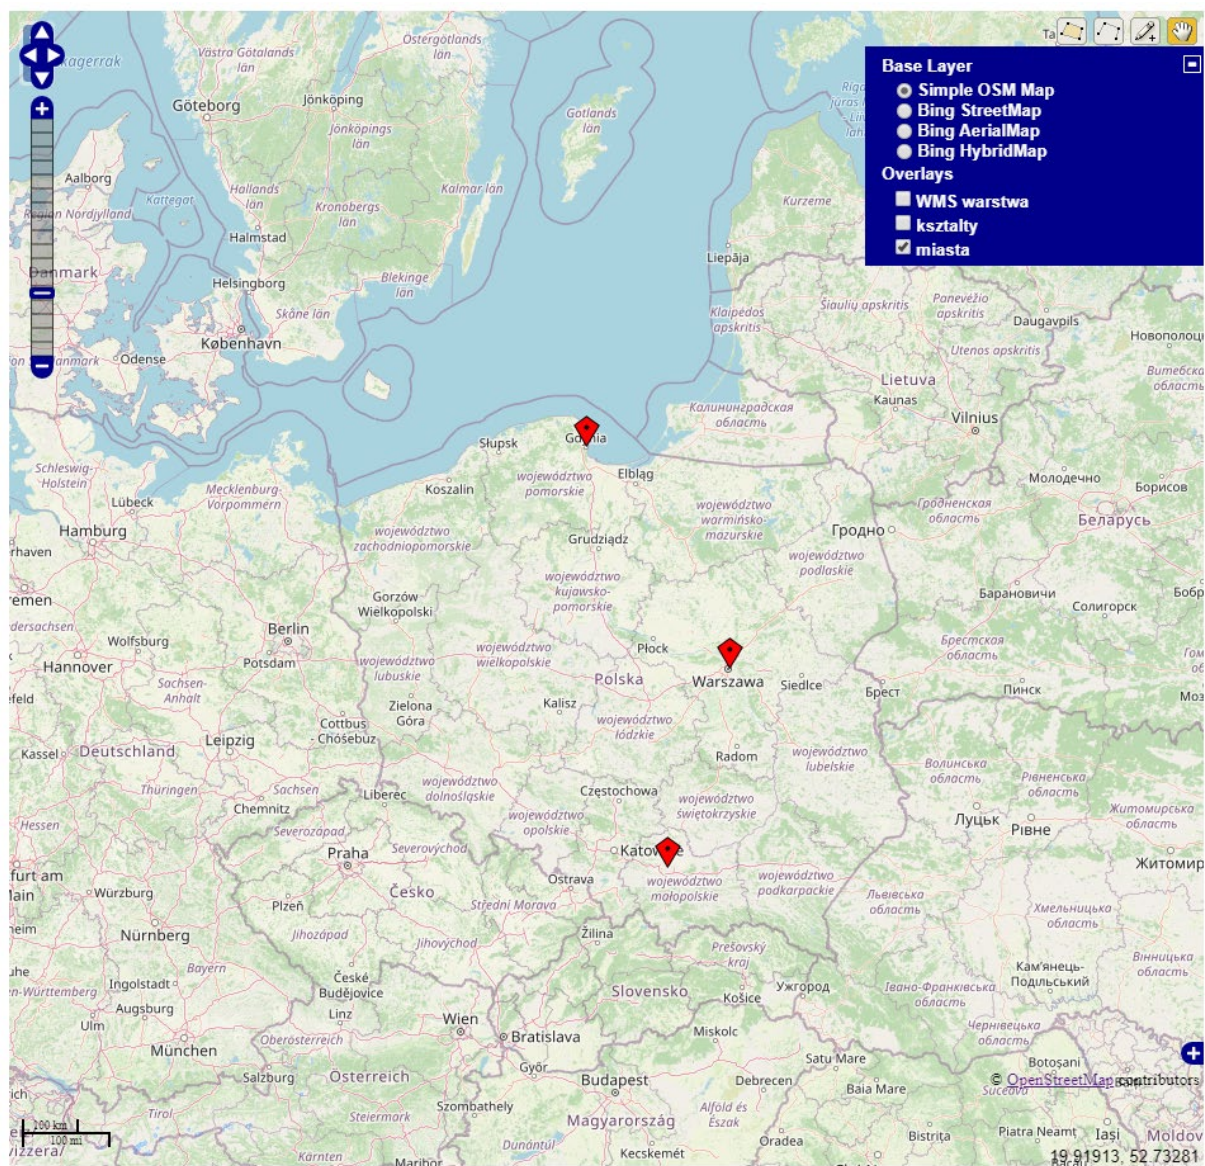 Västra Götalands
län
Östergötlands
län
Göteborg
Jönköping
Gotlands
län
Jönköpings
län
Aalborg
Kattegat
Region Nordjylland
Hallands
län
Kronobergs
län
Kalmar län
Kurzeme
Halmstad
Blekinge
län
Liepāja
Danmark
Helsingborg
Skåne län
København
Odense
Base Layer
Simple OSM Map
Bing StreetMap
Bing AerialMap
Bing HybridMap
Overlays
WMS warstwa
ksztalty
miasta
Klaipėdos
apskritis
Šiaulių apskritis
Panevėžio
apskritis
Daugavpils
Utenos apskritis
Lietuva
Kaunas
Vilnius
Калининградская
область
Słupsk
Elbląg
Koszalin
województwo
pomorskie
Schleswig-
Holstein
Lübeck
Mecklenburg-
Vorpommern
Hamburg
województwo
zachodniopomorskie
województwo
warmińsko-
mazurskie
Grudziądz
Гродно
Гродненская
область
Молодечно
Борисов
Беларусь
województwo
podlaskie
województwo
kujawsko-
pomorskie
Gorzów
Wielkopolski
Барановичи
Солигорск
Berlin
Potsdam
Wolfsburg
Hannover
Sachsen-
Anhalt
województwo
lubuskie
województwo
wielkopolskie
Płock
Polska
Warszawa
Siedlce
Брестская
область
Брест
Пинск
Zielona
Góra
Kalisz
województwo
łódzkie
Cottbus
- Chóśebuz
Leipzig
Kassel
Deutschland
Radom
województwo
lubelskie
Волинська
область
Рівненська
область
Луцьк
Рівне
Житомирська
область
Thüringen
Sachsen
Chemnitz
Liberec
województwo
dolnośląskie
Częstochowa
województwo
świętokrzyskie
województwo
opolskie
Hessen
Severozápad
Severovýchod
Praha
Česko
Ostrava
województwo
małopolskie
województwo
podkarpackie
Львівська
область
Хмельницька
область
Würzburg
Plzeň
Střední Morava
Nürnberg
Jihozápad
Jihovýchod
Žilina
Prešovský
kraj
Bayern
Вінницька
область
Кам'янець-
Подільський
Ingolstadt
České
Budějovice
Slovensko
Košice
Ужгород
Івано-Франківська
область
Augsburg
Ulm
Linz
Wien
Bratislava
Чернівецька
область
München
Oberösterreich
Miskolc
Győr
Satu Mare
Botoșani
Salzburg
Österreich
Budapest
Debrecen
Baia Mare
Suceava
© OpenStreetMap contributors
Szombathely
Tirol
Steiermark
Magyarország
Alföld és
Észak
Dunántúl
Kärnten
Maribor
Kecskemét
Oradea
Bistrița
Piatra Neamț
Iași
100 km
100 mi
19.91913, 52.73281